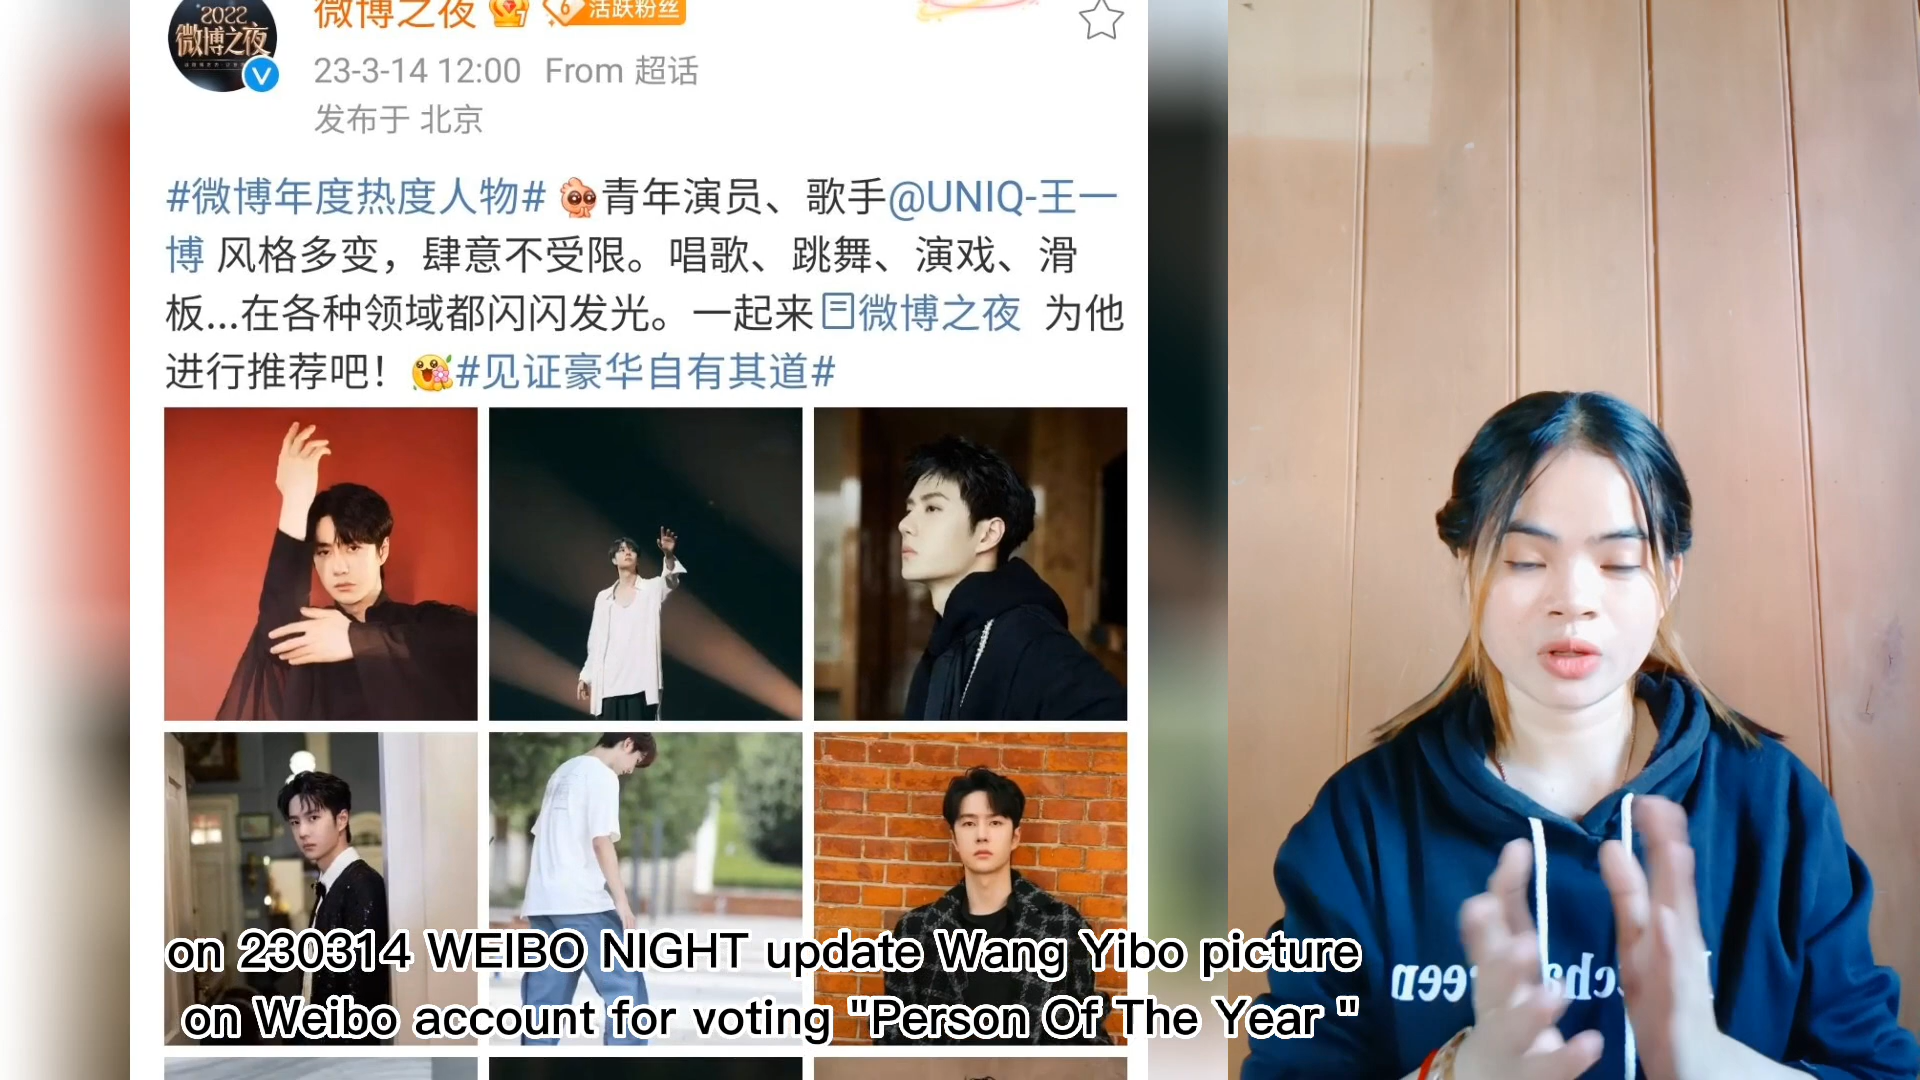 2022
微博之夜
微博之夜 6 活跃粉丝
23-3-14 12:00 From 超话
发布于 北京
#微博年度热度人物# 青年演员、歌手@UNIQ-王一
博 风格多变，肆意不受限。唱歌、跳舞、演戏、滑
板...在各种领域都闪闪发光。一起来 微博之夜 为他
进行推荐吧！ #见证豪华自有其道#
on 230314 WEIBO NIGHT update Wang Yibo picture
on Weibo account for voting "Person Of The Year "